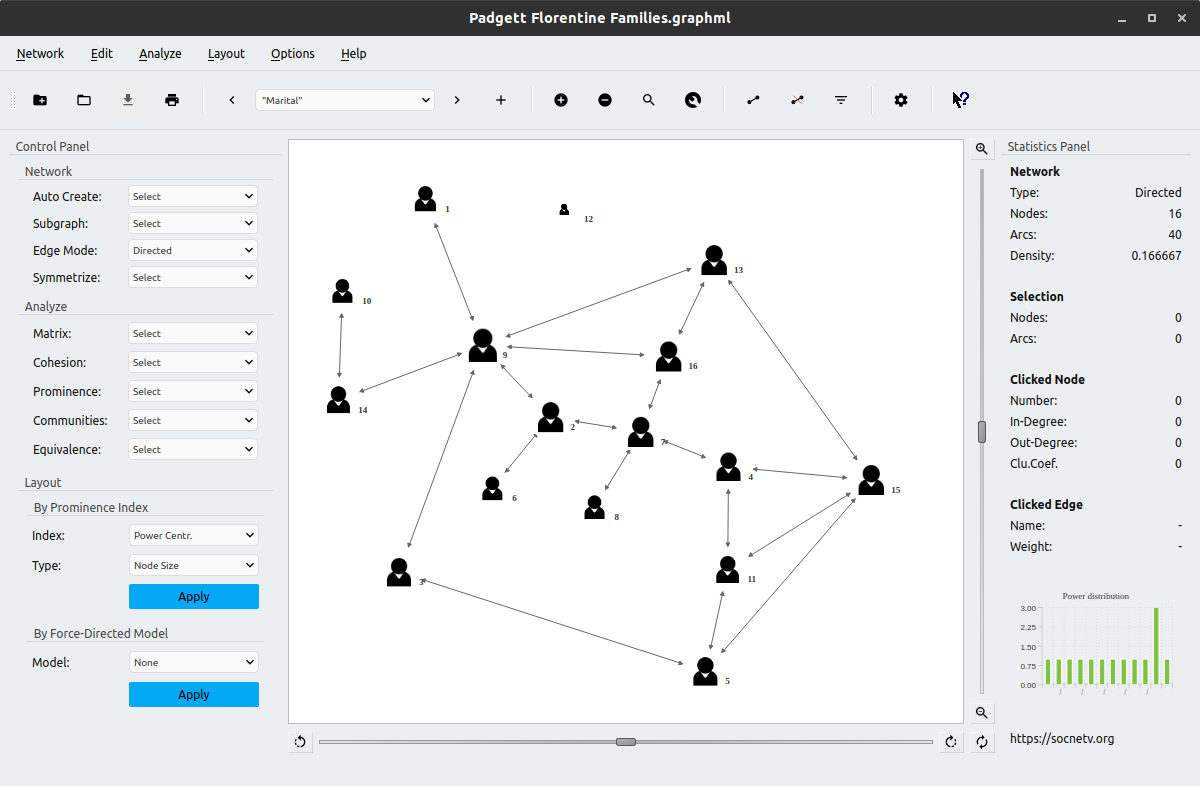 Padgett Florentine Families.graphml
Network Edit Analyze Layout Options Help
"Marital"
Control Panel
Network
Auto Create: Select
Subgraph: Select
Edge Mode: Directed
Symmetrize: Select
Analyze
Matrix: Select
Cohesion: Select
Prominence: Select
Communities: Select
Equivalence: Select
Layout
By Prominence Index
Index: Power Centr.
Type: Node Size
Apply
By Force-Directed Model
Model: None
Apply
1
12
13
10
9
16
14
2
7
4
15
6
8
11
3
5
Statistics Panel
Network
Type: Directed
Nodes: 16
Arcs: 40
Density: 0.166667
Selection
Nodes: 0
Arcs: 0
Clicked Node
Number: 0
In-Degree: 0
Out-Degree: 0
Clu.Coef. 0
Clicked Edge
Name: -
Weight: -
Power distribution
3.00
2.25
1.50
0.75
0.00
https://socnetv.org